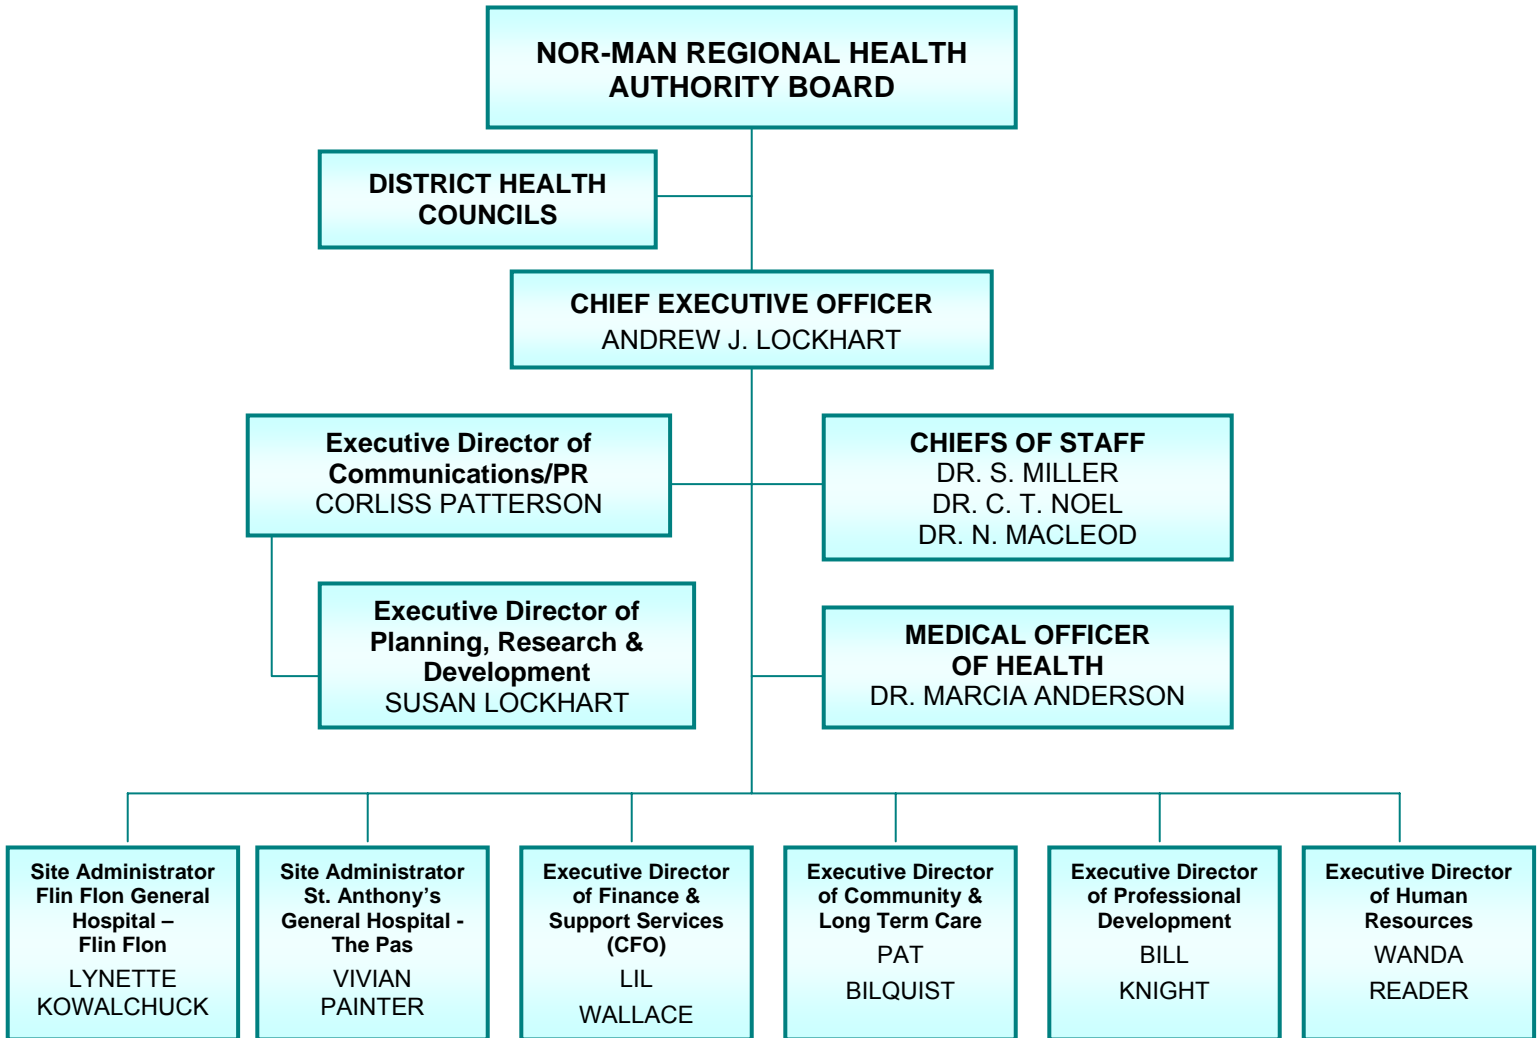 NOR-MAN REGIONAL HEALTH
AUTHORITY BOARD
DISTRICT HEALTH
COUNCILS
CHIEF EXECUTIVE OFFICER
ANDREW J. LOCKHART
Executive Director of
Communications/PR
CORLISS PATTERSON
CHIEFS OF STAFF
DR. S. MILLER
DR. C. T. NOEL
DR. N. MACLEOD
Executive Director of
Planning, Research &
Development
SUSAN LOCKHART
MEDICAL OFFICER
OF HEALTH
DR. MARCIA ANDERSON
Site Administrator
Flin Flon General
Hospital –
Flin Flon
LYNETTE
KOWALCHUCK
Site Administrator
St. Anthony’s
General Hospital -
The Pas
VIVIAN
PAINTER
Executive Director
of Finance &
Support Services
(CFO)
LIL
WALLACE
Executive Director
of Community &
Long Term Care
PAT
BILQUIST
Executive Director
of Professional
Development
BILL
KNIGHT
Executive Director
of Human
Resources
WANDA
READER